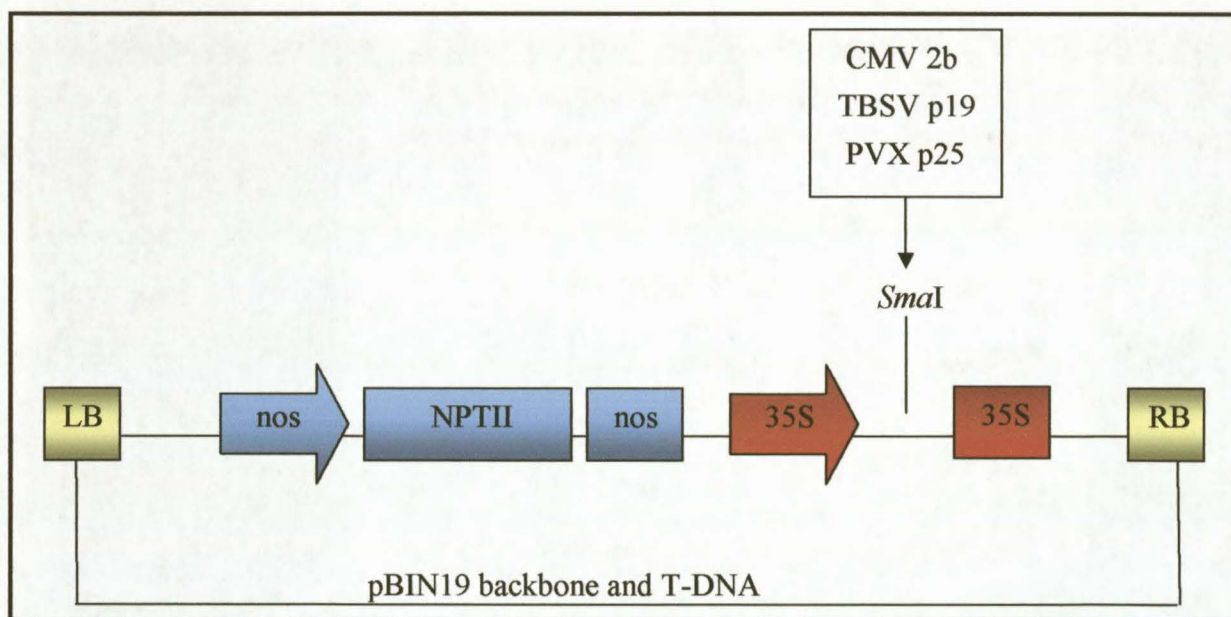 CMV 2b
TBSV p19
PVX p25
SmaI
LB nos NPTII nos 35S 35S RB
pBIN19 backbone and T-DNA